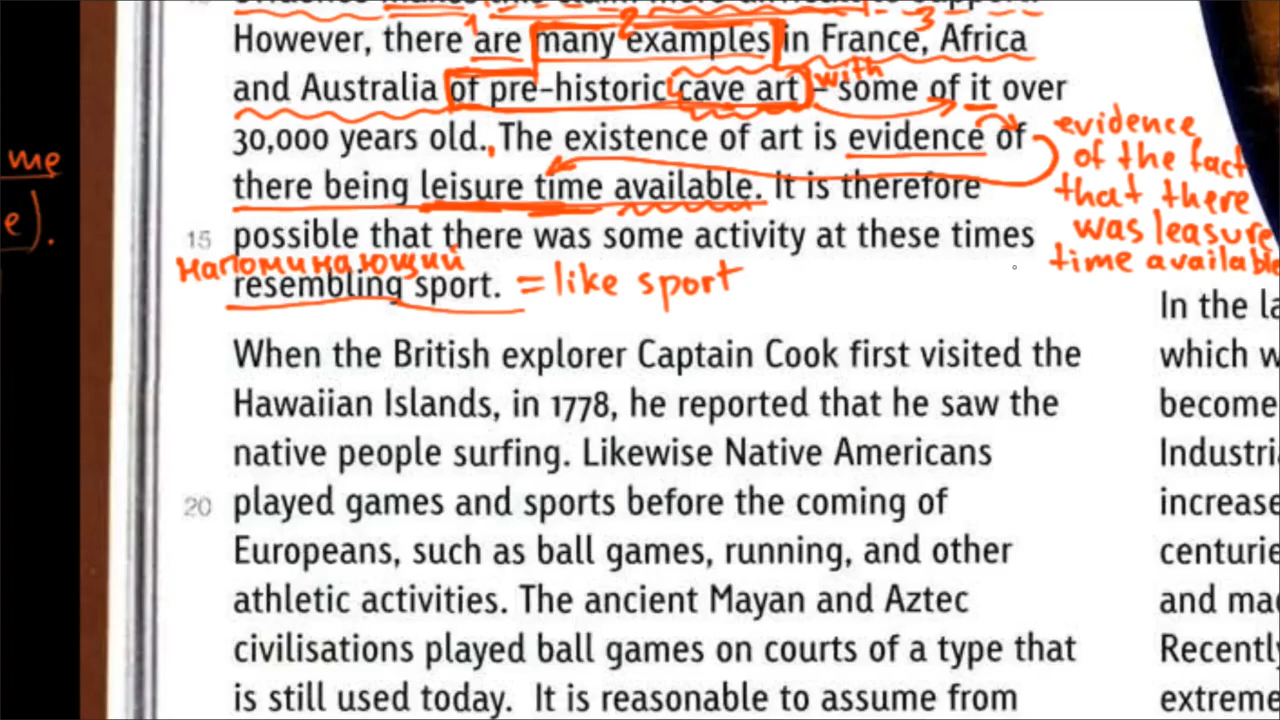 me
e).
evidence makes
1 2 3
However, there are many examples in France, Africa
with
and Australia of pre-historic cave art – some of it over
30,000 years old. The existence of art is evidence of
there being leisure time available. It is therefore
evidence
of the fact
that there
was leasure
time available
15 possible that there was some activity at these times
напоминающий
resembling sport. = like sport
When the British explorer Captain Cook first visited the
Hawaiian Islands, in 1778, he reported that he saw the
native people surfing. Likewise Native Americans
20 played games and sports before the coming of
Europeans, such as ball games, running, and other
athletic activities. The ancient Mayan and Aztec
civilisations played ball games on courts of a type that
is still used today. It is reasonable to assume from
In the la
which w
become
Industri
increase
centurie
and mad
Recently
extreme